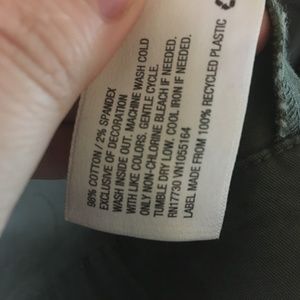 98% COTTON / 2% SPANDEX
EXCLUSIVE OF DECORATION
WASH INSIDE OUT. MACHINE WASH COLD
WITH LIKE COLORS. GENTLE CYCLE.
ONLY NON-CHLORINE BLEACH IF NEEDED.
TUMBLE DRY LOW. COOL IRON IF NEEDED.
RN17730 VN1055164
LABEL MADE FROM 100% RECYCLED PLASTIC